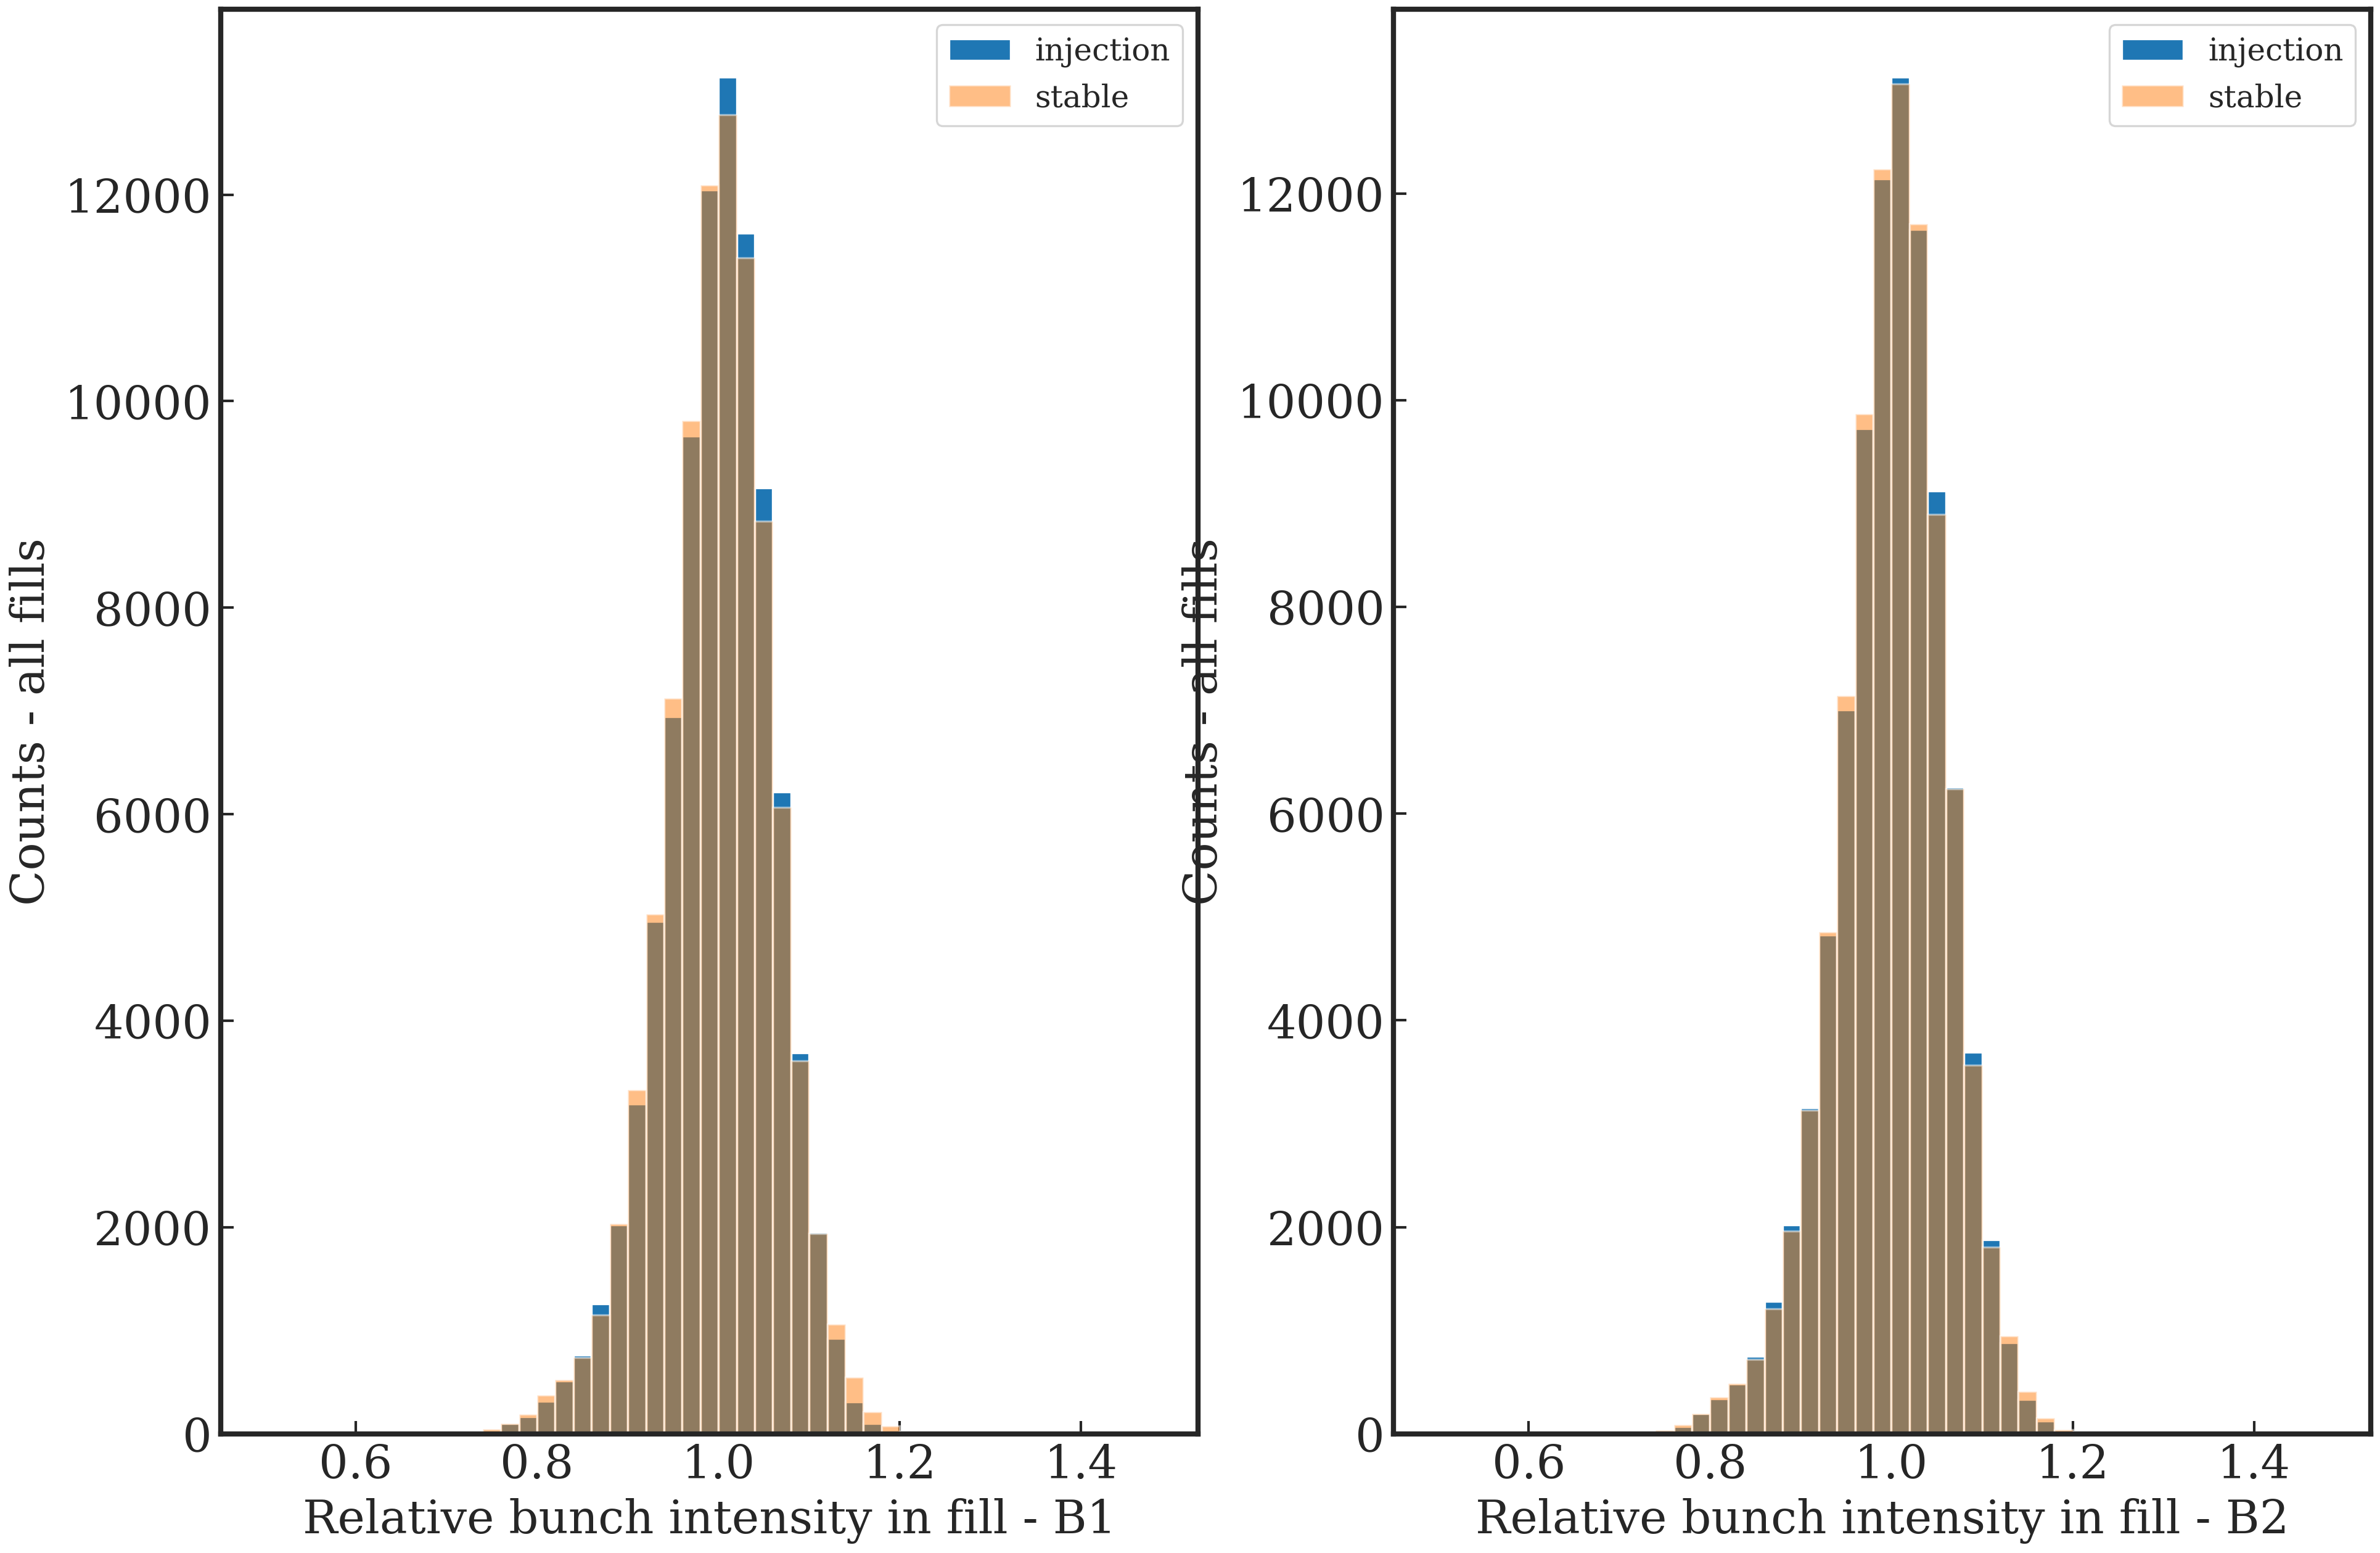 injection
stable
12000
10000
8000
6000
4000
2000
0
0.6 0.8 1.0 1.2 1.4
Relative bunch intensity in fill - B1
Counts - all fills
injection
stable
12000
10000
8000
6000
4000
2000
0
0.6 0.8 1.0 1.2 1.4
Relative bunch intensity in fill - B2
Counts - all fills